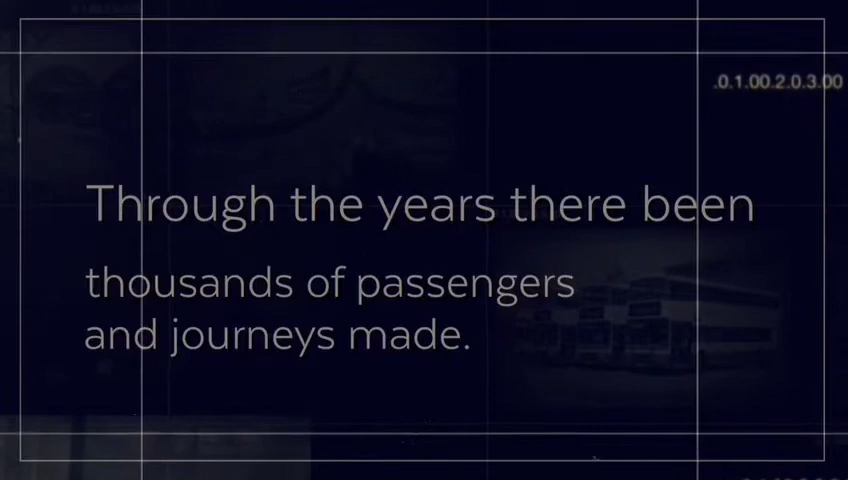 .0.1.00.2.0.3.00
Through the years there been
thousands of passengers
and journeys made.